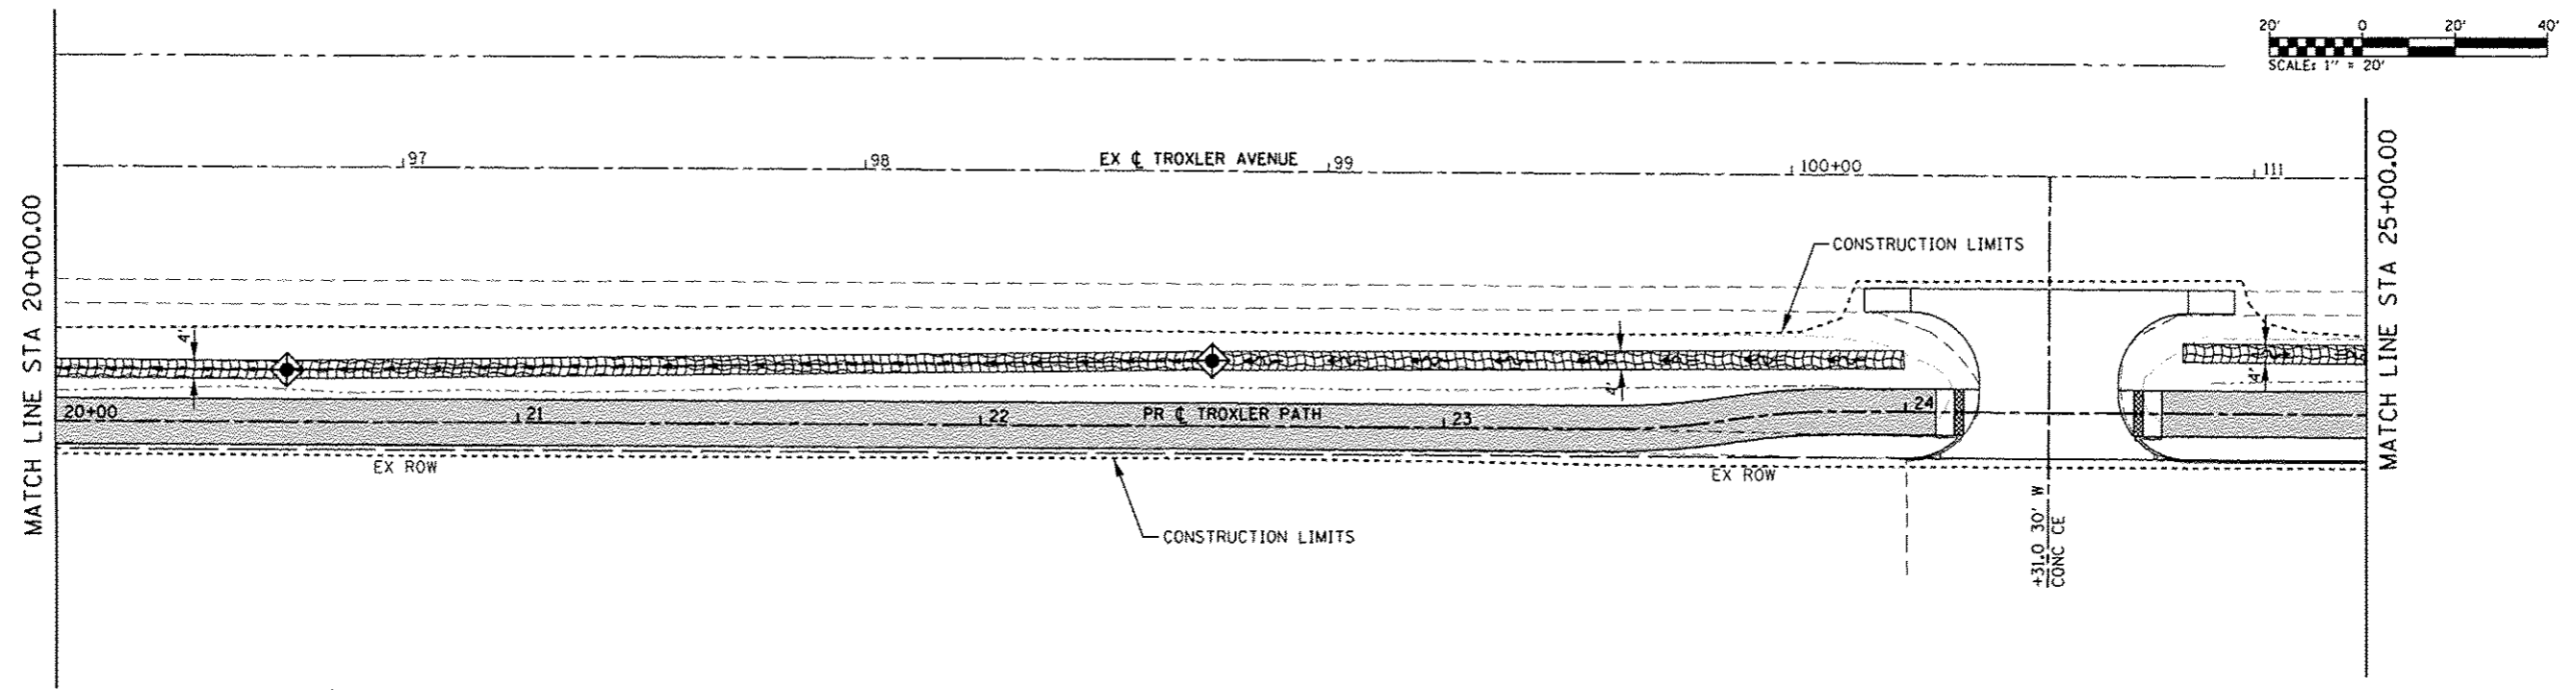 20' 0 20' 40'
SCALE: 1" = 20'
97 98 EX ℄ TROXLER AVENUE 99 100+00 111
MATCH LINE STA 20+00.00
MATCH LINE STA 25+00.00
CONSTRUCTION LIMITS
4' 4' 4'
20+00 21 22 PR ℄ TROXLER PATH 23 24
EX ROW
EX ROW
CONSTRUCTION LIMITS
+31.0 30' W
CONC CE